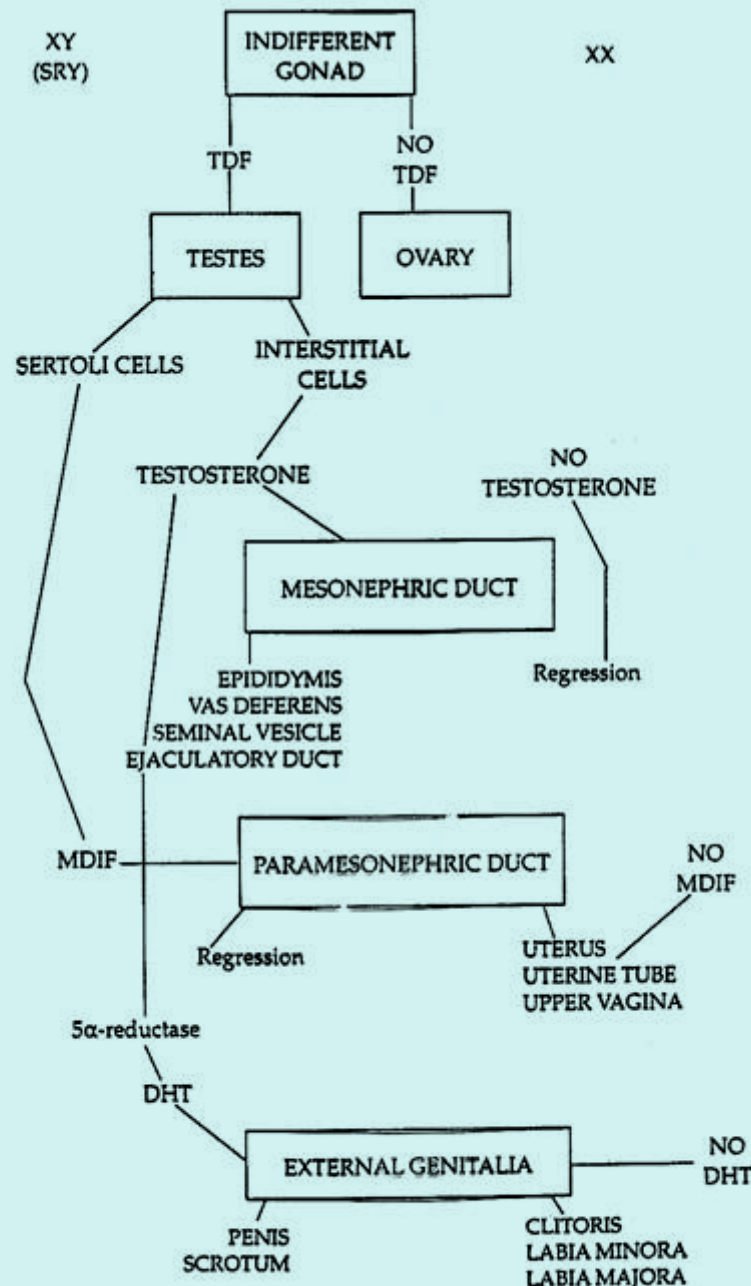 XY
(SRY)
INDIFFERENT
GONAD
XX
TDF
NO
TDF
TESTES
OVARY
SERTOLI CELLS
INTERSTITIAL
CELLS
TESTOSTERONE
NO
TESTOSTERONE
MESONEPHRIC DUCT
EPIDIDYMIS
VAS DEFERENS
SEMINAL VESICLE
EJACULATORY DUCT
Regression
MDIF
PARAMESONEPHRIC DUCT
NO
MDIF
Regression
UTERUS
UTERINE TUBE
UPPER VAGINA
5α-reductase
DHT
EXTERNAL GENITALIA
NO
DHT
PENIS
SCROTUM
CLITORIS
LABIA MINORA
LABIA MAJORA